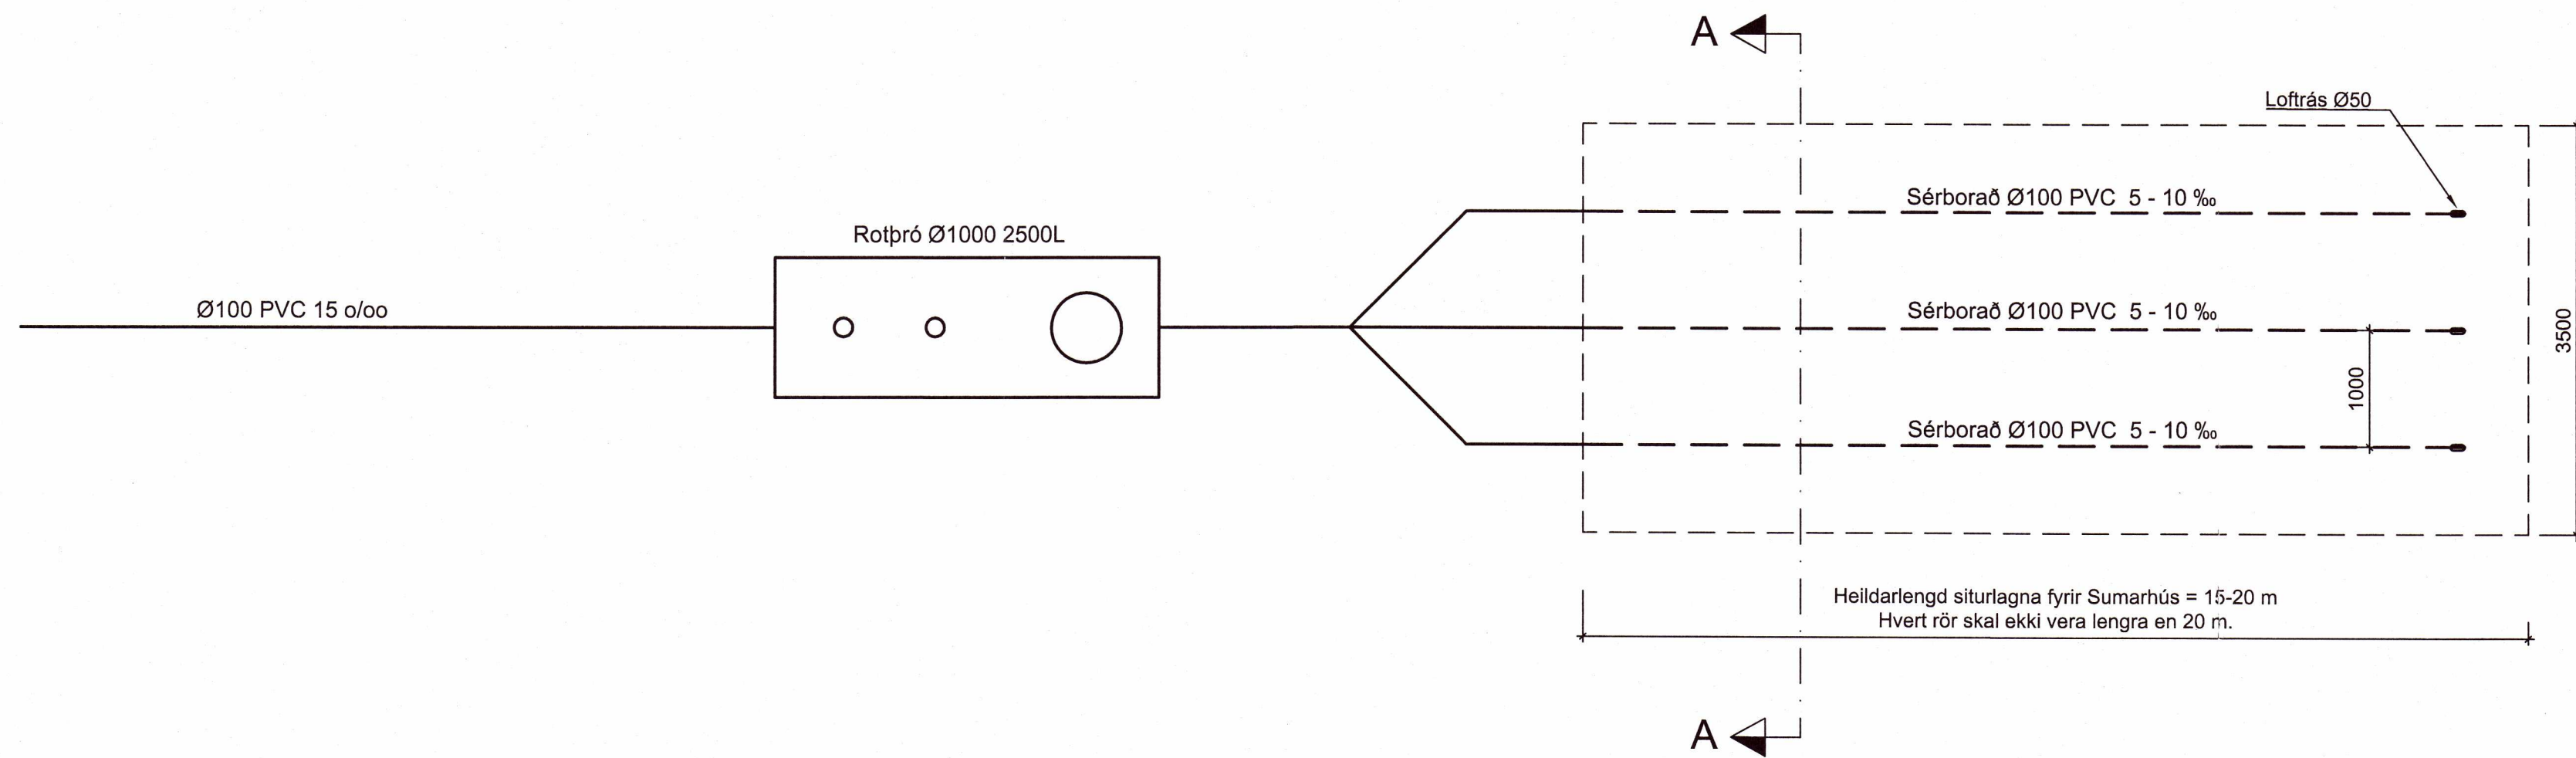 A
Loftrás Ø50
Sérborað Ø100 PVC 5 - 10 ‰
Rotþró Ø1000 2500L
Ø100 PVC 15 o/oo
Sérborað Ø100 PVC 5 - 10 ‰
3500
1000
Sérborað Ø100 PVC 5 - 10 ‰
Heildarlengd siturlagna fyrir Sumarhús = 15-20 m
Hvert rör skal ekki vera lengra en 20 m.
A